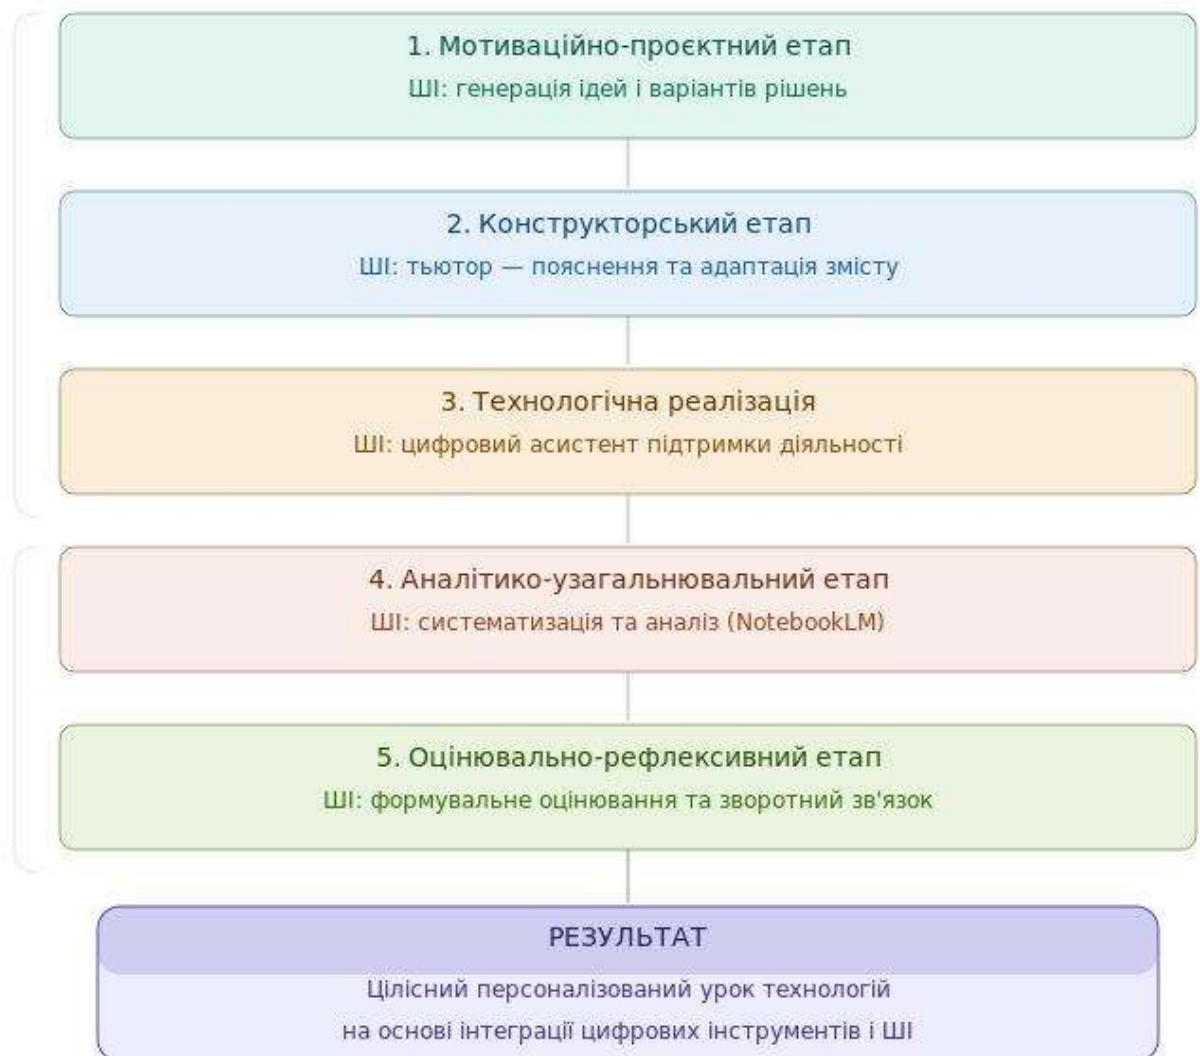 1. Мотиваційно-проєктний етап
ШІ: генерація ідей і варіантів рішень
2. Конструкторський етап
ШІ: тьютор — пояснення та адаптація змісту
3. Технологічна реалізація
ШІ: цифровий асистент підтримки діяльності
4. Аналітико-узагальнювальний етап
ШІ: систематизація та аналіз (NotebookLM)
5. Оцінювально-рефлексивний етап
ШІ: формувальне оцінювання та зворотний зв'язок
РЕЗУЛЬТАТ
Цілісний персоналізований урок технологій
на основі інтеграції цифрових інструментів і ШІ